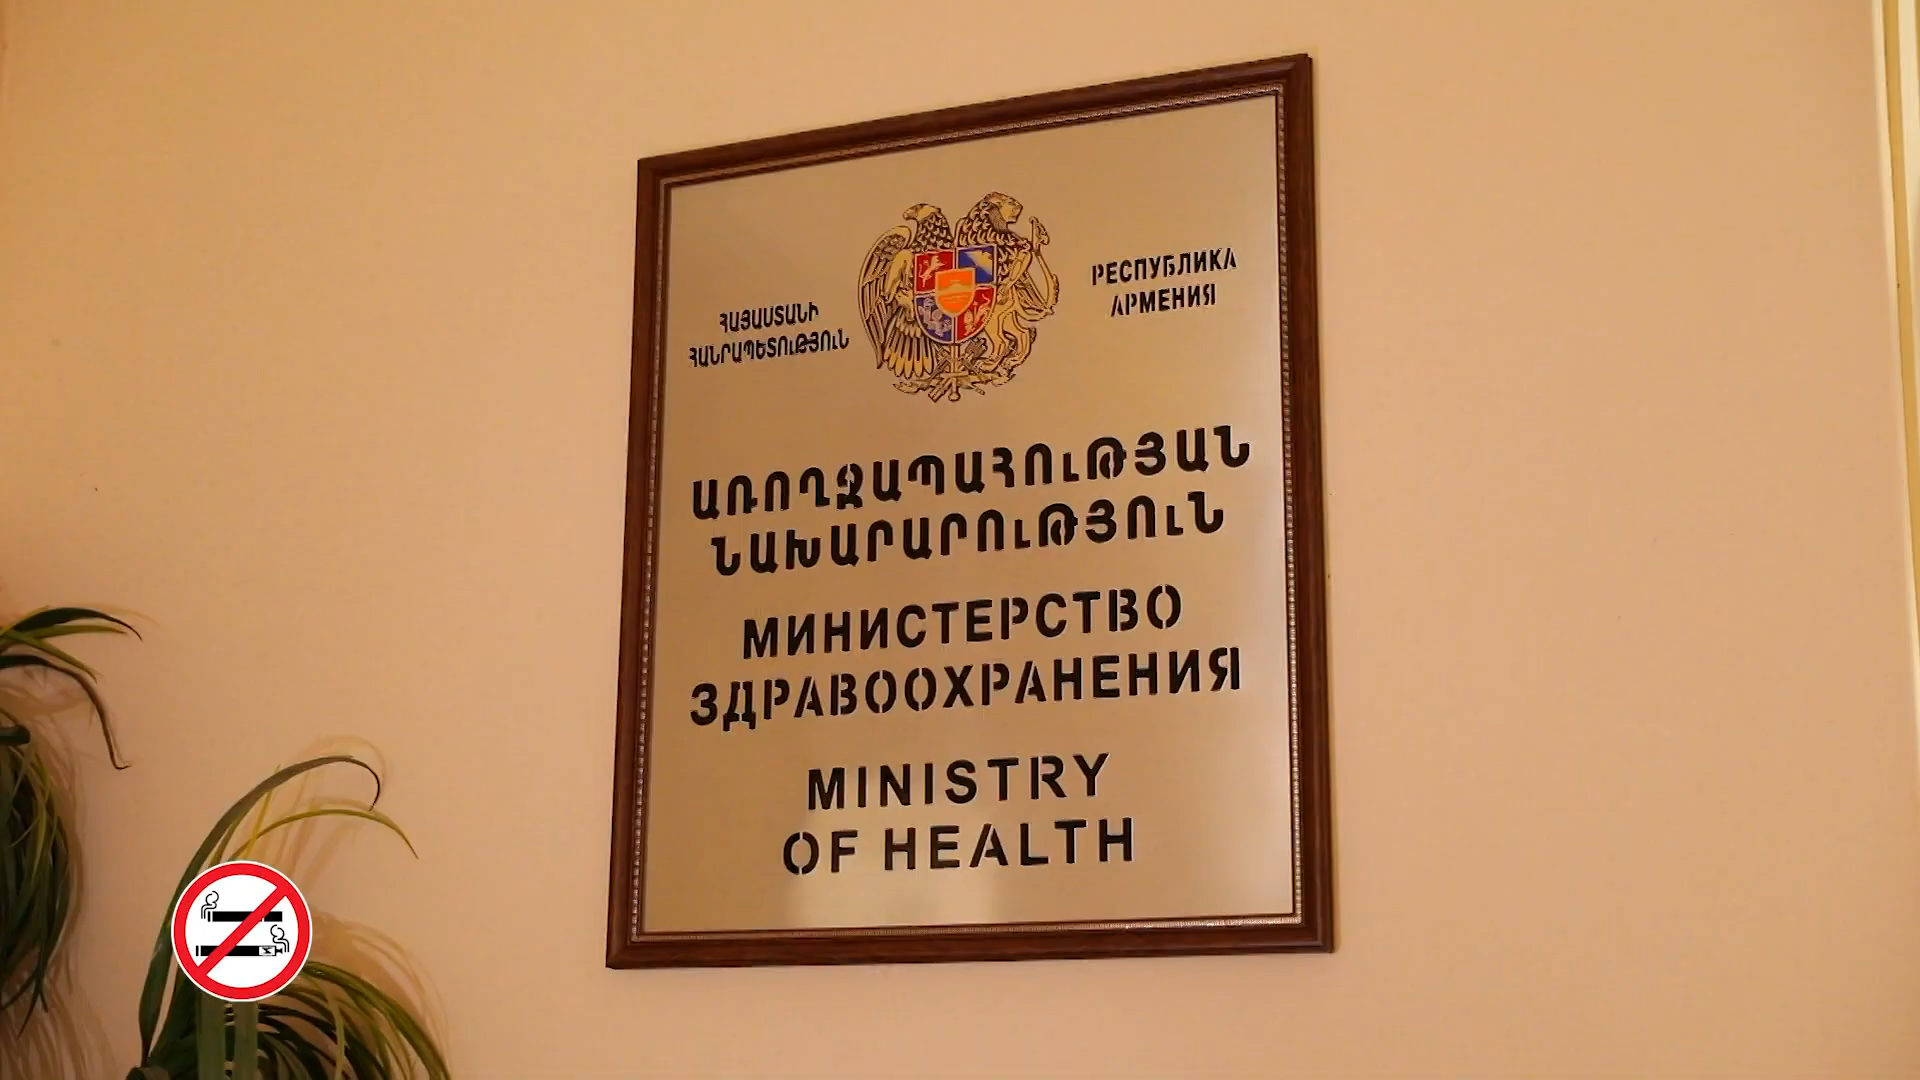 ՀԱՅԱՍՏԱՆԻ
ՀԱՆՐԱՊԵՏՈՒԹՅՈՒՆ
РЕСПУБЛИКА
АРМЕНИЯ
ԱՌՈՂՋԱՊԱՀՈՒԹՅԱՆ
ՆԱԽԱՐԱՐՈՒԹՅՈՒՆ
МИНИСТЕРСТВО
ЗДРАВООХРАНЕНИЯ
MINISTRY
OF HEALTH